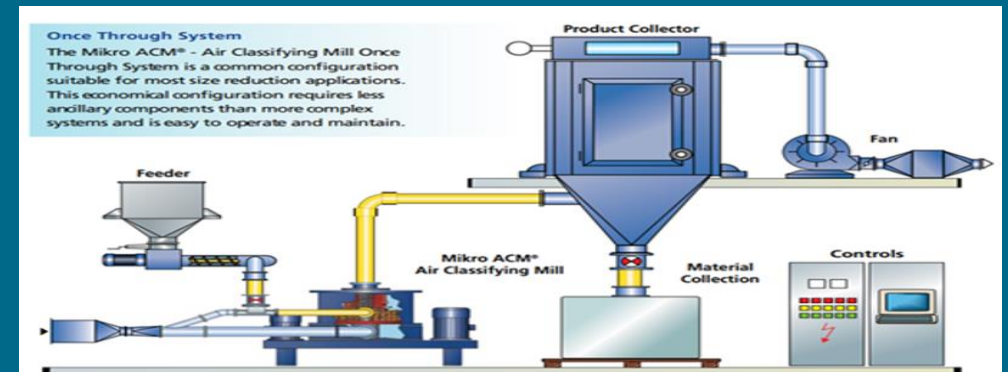 Once Through System
The Mikro ACM® - Air Classifying Mill Once
Through System is a common configuration
suitable for most size reduction applications.
This economical configuration requires less
ancillary components than more complex
systems and is easy to operate and maintain.
Product Collector
Fan
Feeder
Mikro ACM®
Air Classifying Mill
Material
Collection
Controls